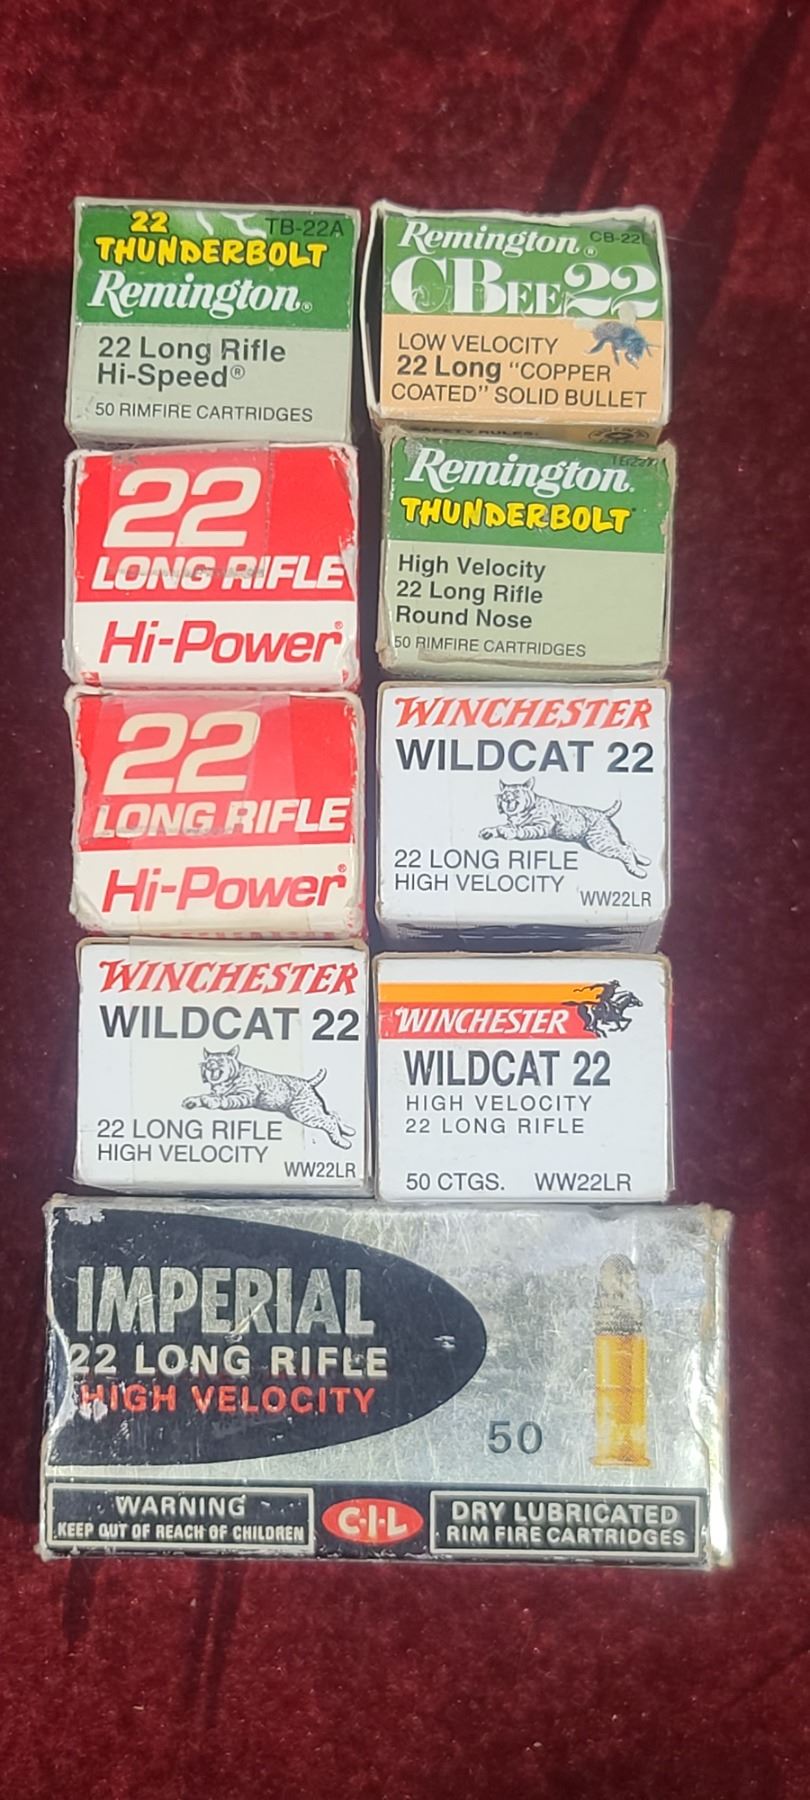 22 TB-22A
THUNDERBOLT
Remington®
22 Long Rifle
Hi-Speed®
50 RIMFIRE CARTRIDGES
Remington®
CBEE22
LOW VELOCITY
22 Long "COPPER
COATED" SOLID BULLET
SAFETY RULES:
22
LONG RIFLE
Hi-Power®
Remington®
THUNDERBOLT
High Velocity
22 Long Rifle
Round Nose
50 RIMFIRE CARTRIDGES
22
LONG RIFLE
Hi-Power®
WINCHESTER
WILDCAT 22
22 LONG RIFLE
HIGH VELOCITY
WW22LR
WINCHESTER
WILDCAT 22
22 LONG RIFLE
HIGH VELOCITY
WW22LR
WINCHESTER
WILDCAT 22
HIGH VELOCITY
22 LONG RIFLE
50 CTGS. WW22LR
IMPERIAL
22 LONG RIFLE
HIGH VELOCITY
50
WARNING
KEEP OUT OF REACH OF CHILDREN
C-I-L
DRY LUBRICATED
RIM FIRE CARTRIDGES